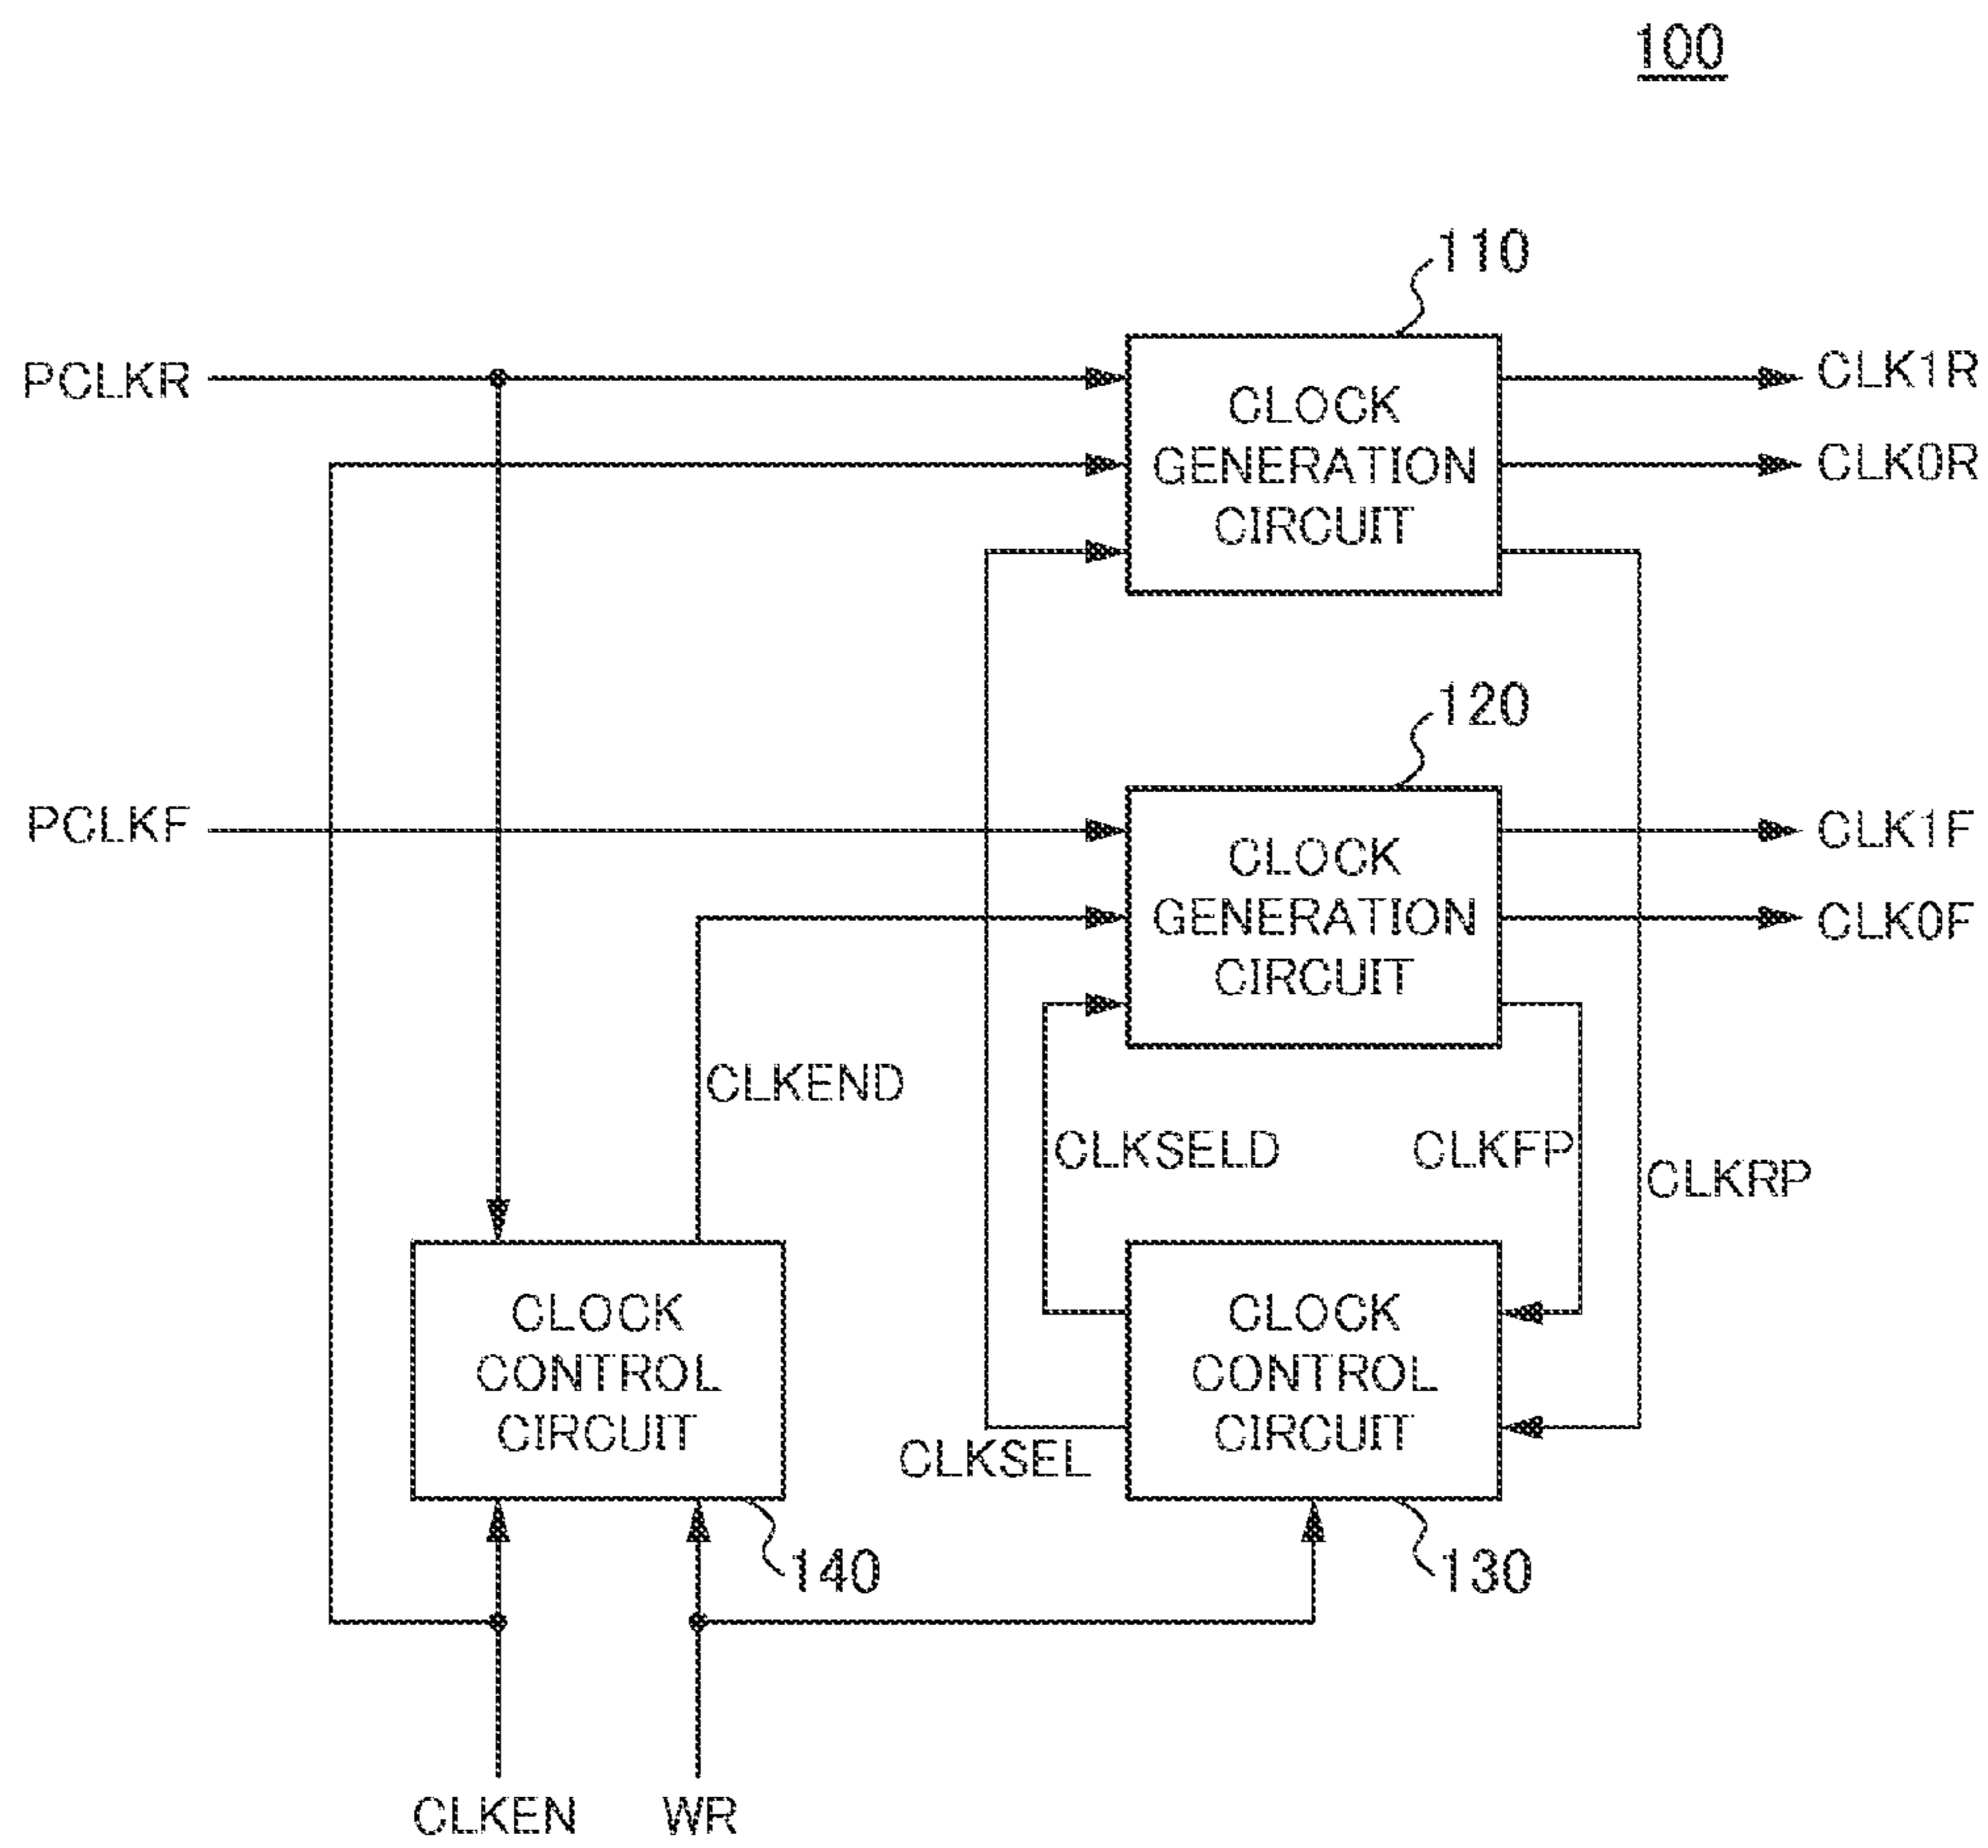 100
110
PCLKR
CLOCK
GENERATION
CIRCUIT
CLK1R
CLK0R
120
PCLKF
CLOCK
GENERATION
CIRCUIT
CLK1F
CLK0F
CLKEND
CLKSELD
CLKFP
CLKRP
CLOCK
CONTROL
CIRCUIT
CLOCK
CONTROL
CIRCUIT
CLKSEL
140
130
CLKEN
WR